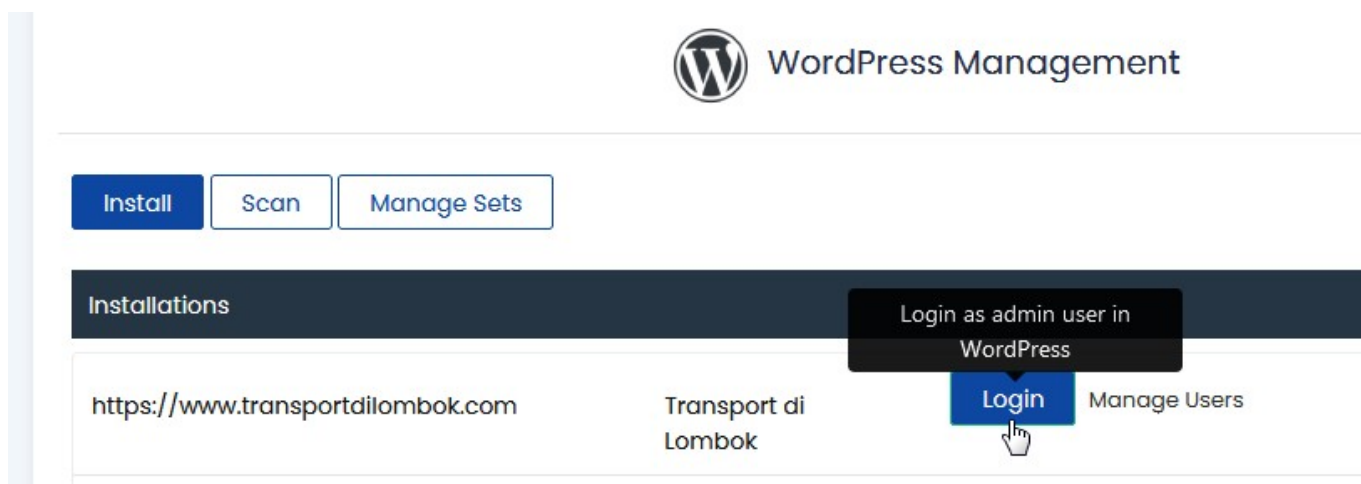 WordPress Management
Install
Scan
Manage Sets
Installations
Login as admin user in
WordPress
https://www.transportdilombok.com
Transport di
Lombok
Login
Manage Users